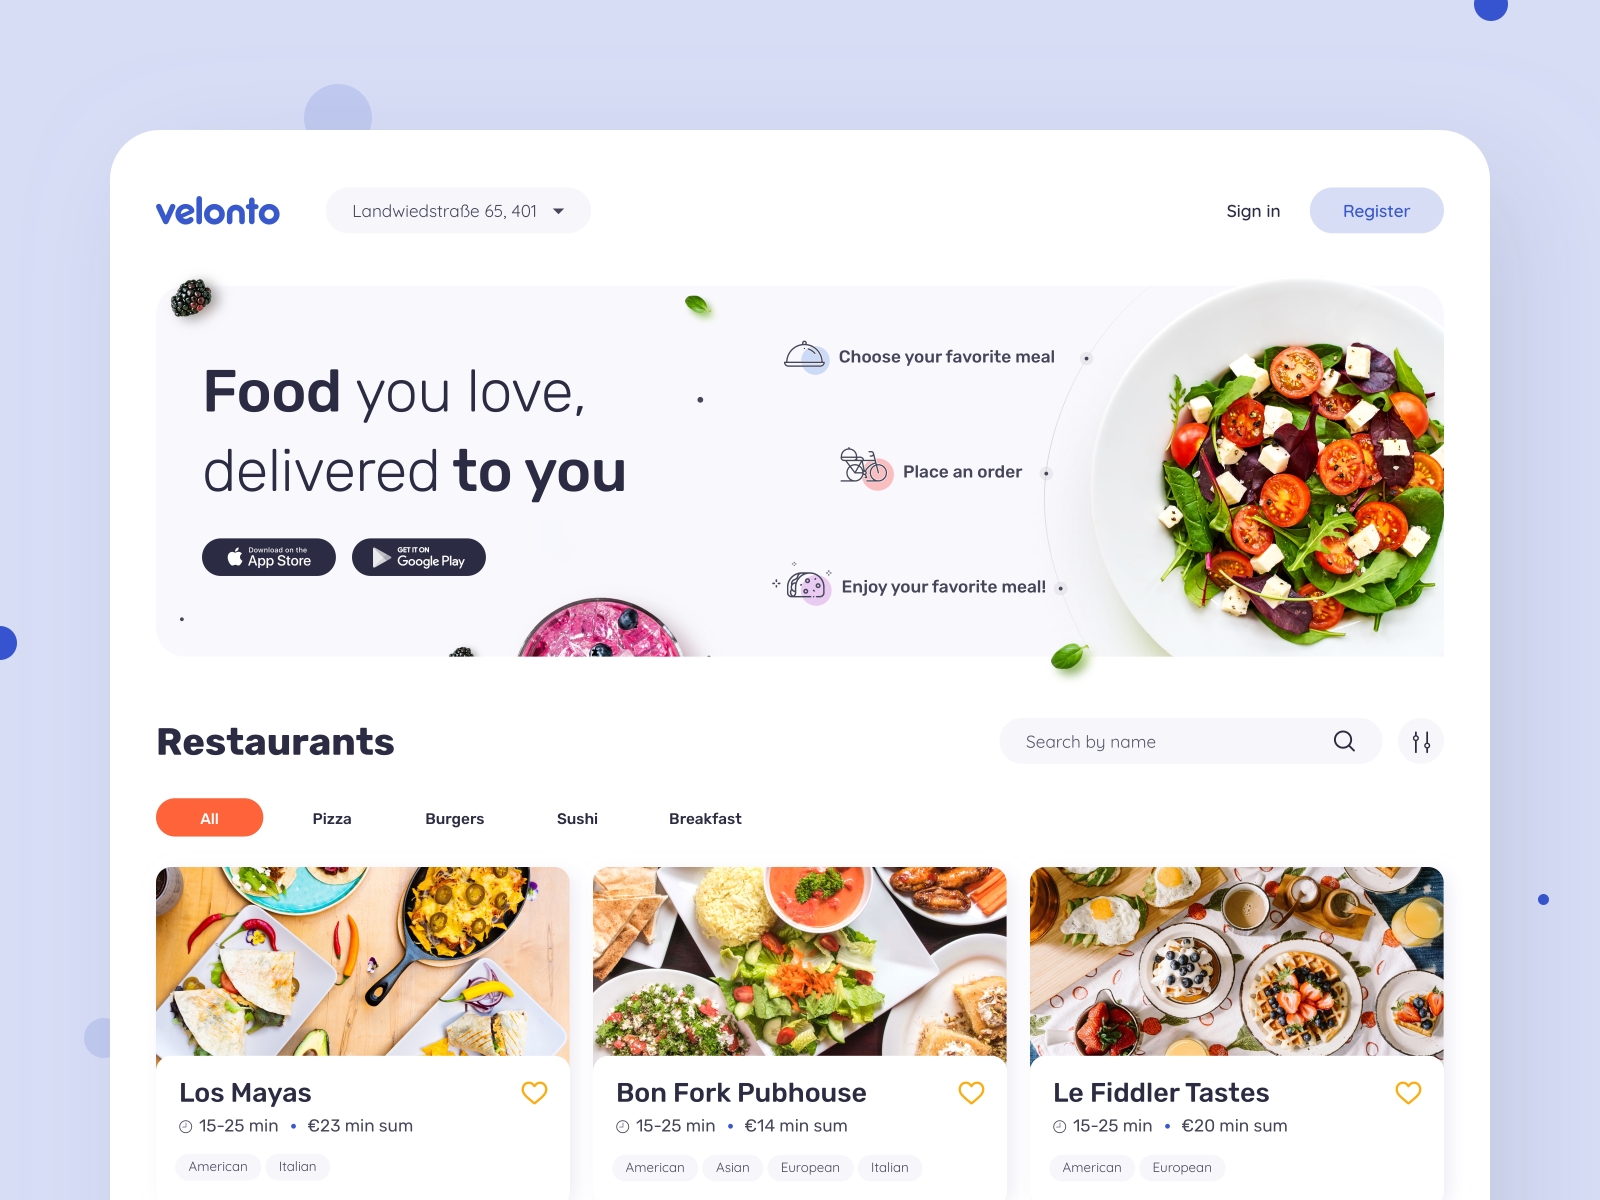 velonto
Landwiedstraße 65, 401
Sign in
Register
Food you love,
delivered to you
Download on the
App Store
GET IT ON
Google Play
Choose your favorite meal
Place an order
Enjoy your favorite meal!
Restaurants
Search by name
All
Pizza
Burgers
Sushi
Breakfast
Los Mayas
15-25 min • €23 min sum
American
Italian
Bon Fork Pubhouse
15-25 min • €14 min sum
American
Asian
European
Italian
Le Fiddler Tastes
15-25 min • €20 min sum
American
European